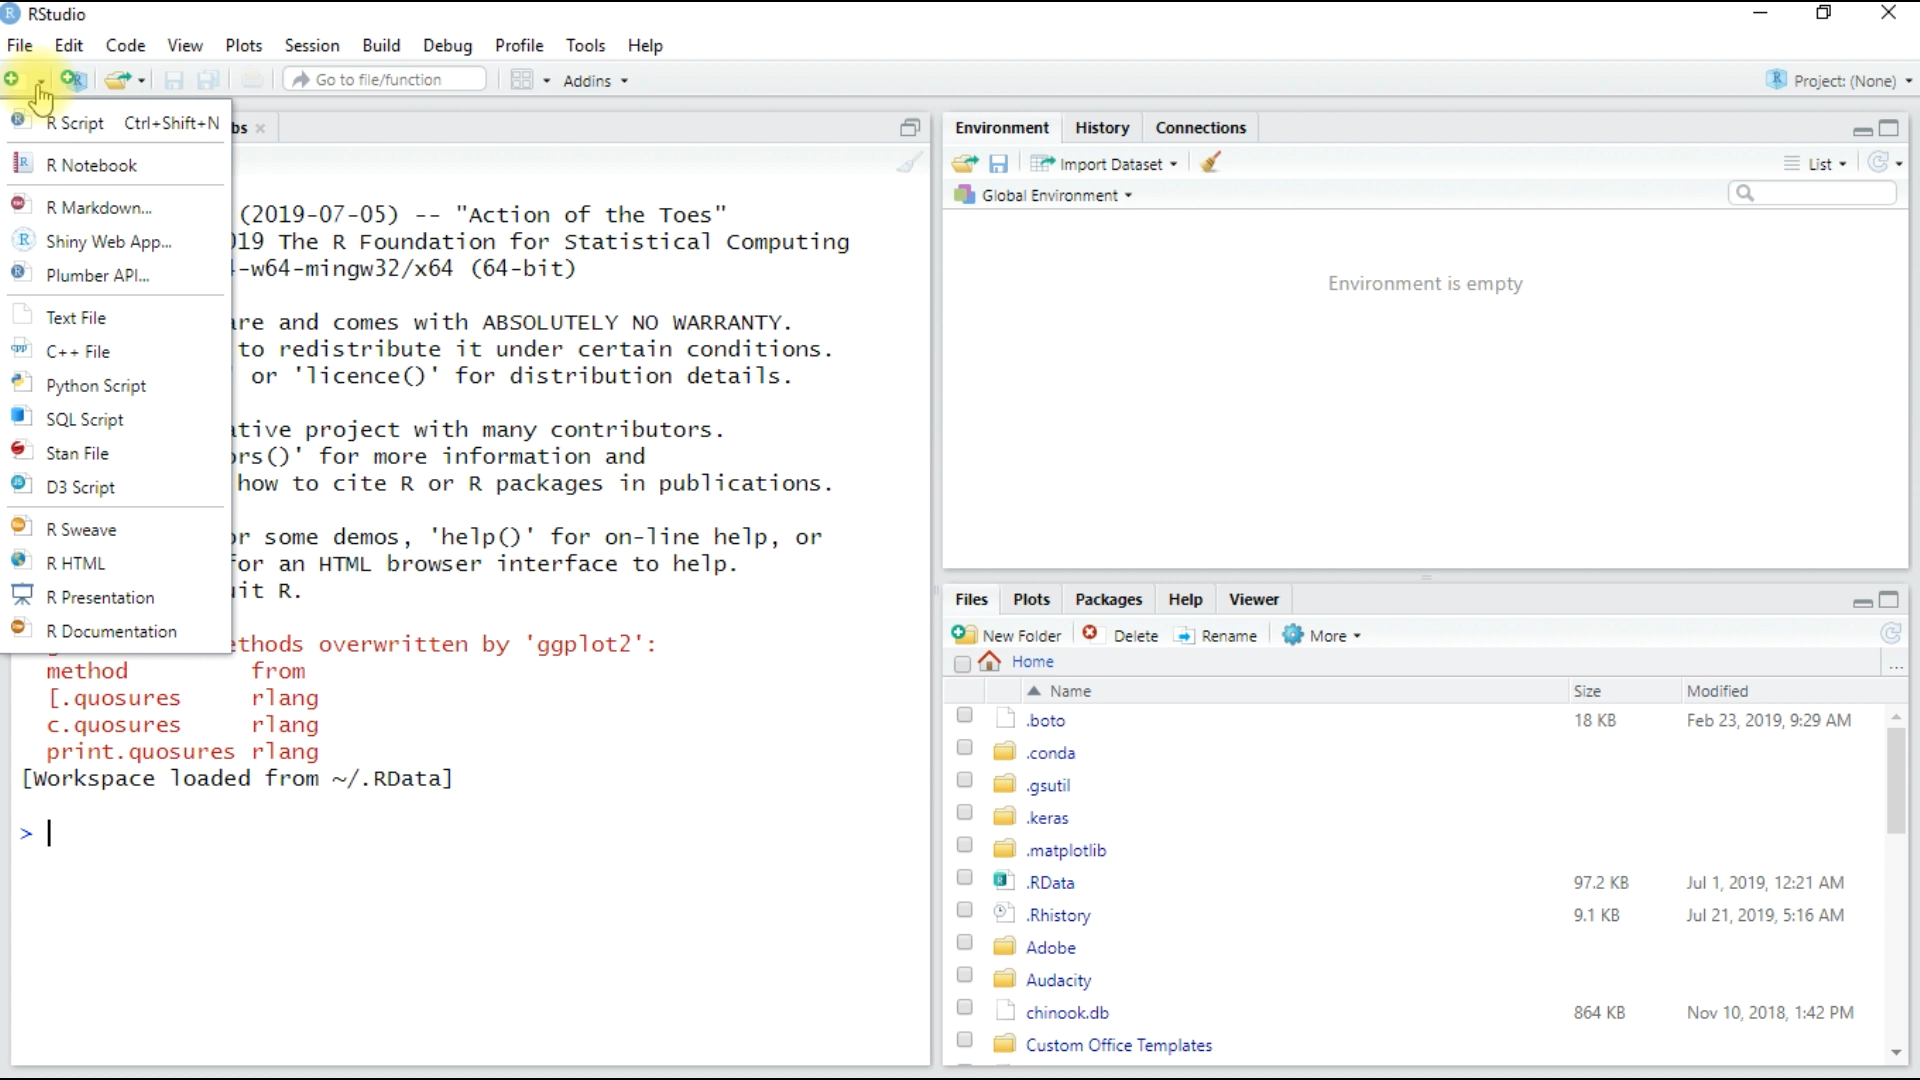 RStudio
File Edit Code View Plots Session Build Debug Profile Tools Help
Go to file/function Addins Project: (None)
R Script Ctrl+Shift+N
R Notebook
R Markdown...
Shiny Web App...
Plumber API...
Text File
C++ File
Python Script
SQL Script
Stan File
D3 Script
R Sweave
R HTML
R Presentation
R Documentation
bs
(2019-07-05) -- "Action of the Toes"
19 The R Foundation for Statistical Computing
-w64-mingw32/x64 (64-bit)
re and comes with ABSOLUTELY NO WARRANTY.
to redistribute it under certain conditions.
' or 'licence()' for distribution details.
ative project with many contributors.
ors()' for more information and
how to cite R or R packages in publications.
or some demos, 'help()' for on-line help, or
for an HTML browser interface to help.
uit R.
ethods overwritten by 'ggplot2':
method from
[.quosures rlang
c.quosures rlang
print.quosures rlang
[Workspace loaded from ~/.RData]
>
Environment History Connections
Import Dataset List
Global Environment
Environment is empty
Files Plots Packages Help Viewer
New Folder Delete Rename More
Home ...
Name Size Modified
.boto 18 KB Feb 23, 2019, 9:29 AM
.conda
.gsutil
.keras
.matplotlib
.RData 97.2 KB Jul 1, 2019, 12:21 AM
.Rhistory 9.1 KB Jul 21, 2019, 5:16 AM
Adobe
Audacity
chinook.db 864 KB Nov 10, 2018, 1:42 PM
Custom Office Templates